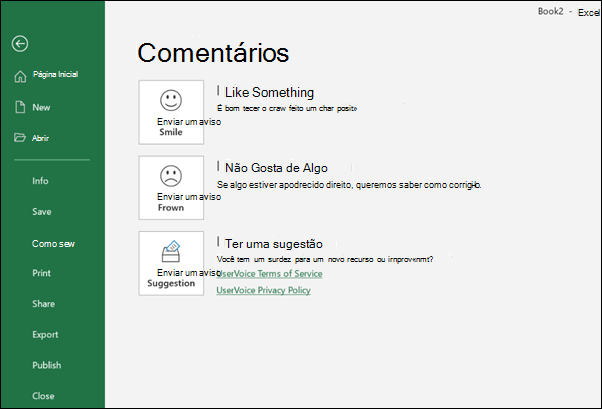 Book2 - Excel
Página Inicial
New
Abrir
Info
Save
Como sew
Print
Share
Export
Publish
Close
Comentários
Enviar um aviso
Smile
I Like Something
É bom tecer o craw feito um char posite
Enviar um aviso
Frown
I Não Gosta de Algo
Se algo estiver apodrecido direito, queremos saber como corrigi-lo.
Enviar um aviso
Suggestion
I Ter uma sugestão
Você tem um surdez para um novo recurso ou
UserVoice Terms of Service
UserVoice Privacy Policy